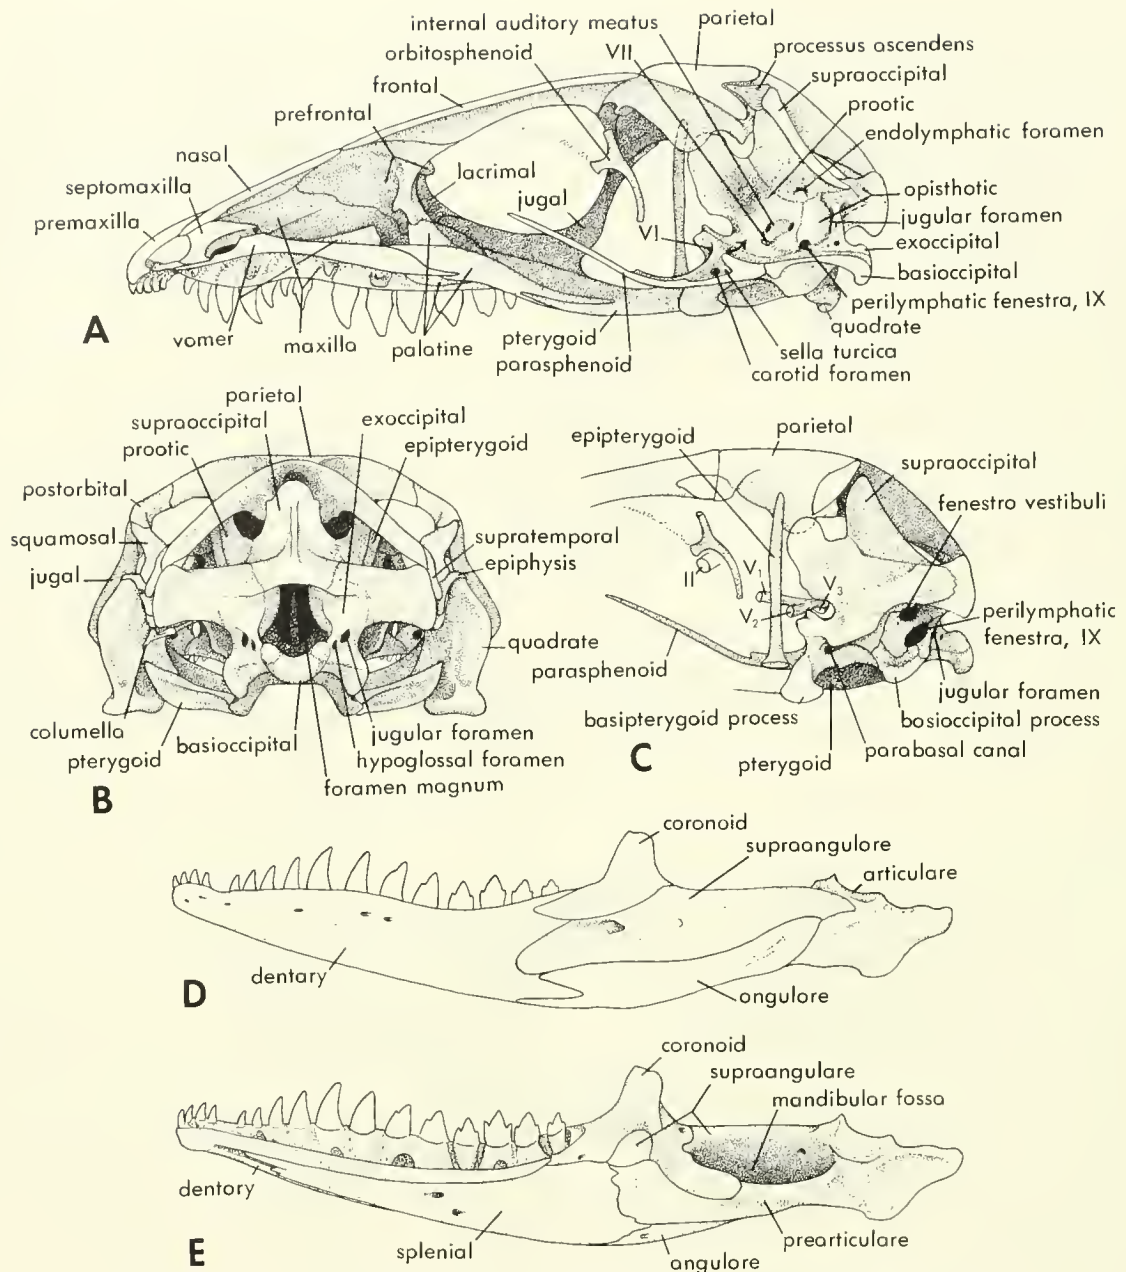 internal auditory meatus
parietal
orbitosphenoid
VII
processus ascendens
frontal
supraoccipital
prefrontal
prootic
endolymphatic foramen
nasal
septomaxilla
lacrimal
opisthotic
premaxilla
jugal
jugular foramen
VI
exoccipital
basioccipital
A
vomer
maxilla
palatine
pterygoid
parasphenoid
perilymphatic fenestra, IX
quadrate
sella turcica
carotid foramen
parietal
supraoccipital
exoccipital
prootic
epipterygoid
postorbital
squamosal
supratemporal
jugal
epiphysis
quadrate
columella
jugular foramen
pterygoid
basioccipital
hypoglossal foramen
foramen magnum
B
epipterygoid
parietal
supraoccipital
fenestro vestibuli
II
V1
V2
V3
perilymphatic
fenestra, IX
parasphenoid
jugular foramen
basipterygoid process
bosioccipital process
C
parabasal canal
pterygoid
coronoid
supraangulore
articulare
dentary
D
ongulore
coronoid
supraangulare
mandibular fossa
dentory
E
splenial
angulore
prearticulare